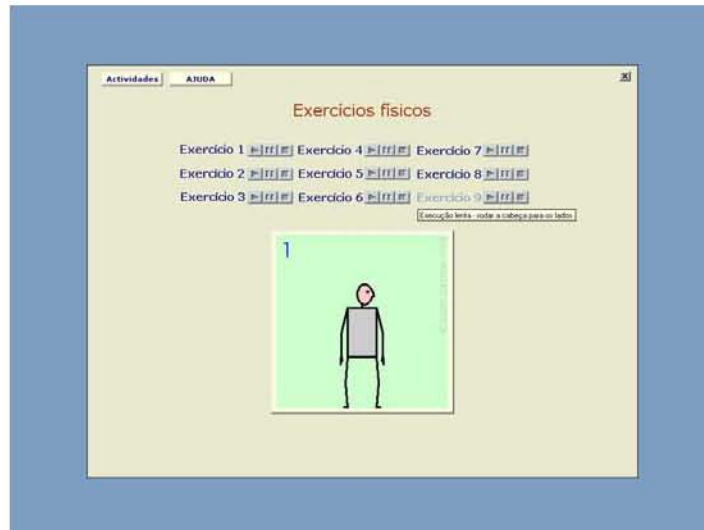 Actividades AJUDA X
Exercícios físicos
Exercício 1 Exercício 4 Exercício 7
Exercício 2 Exercício 5 Exercício 8
Exercício 3 Exercício 6 Exercício 9
Execução lenta - rodar a cabeça para os lados
1